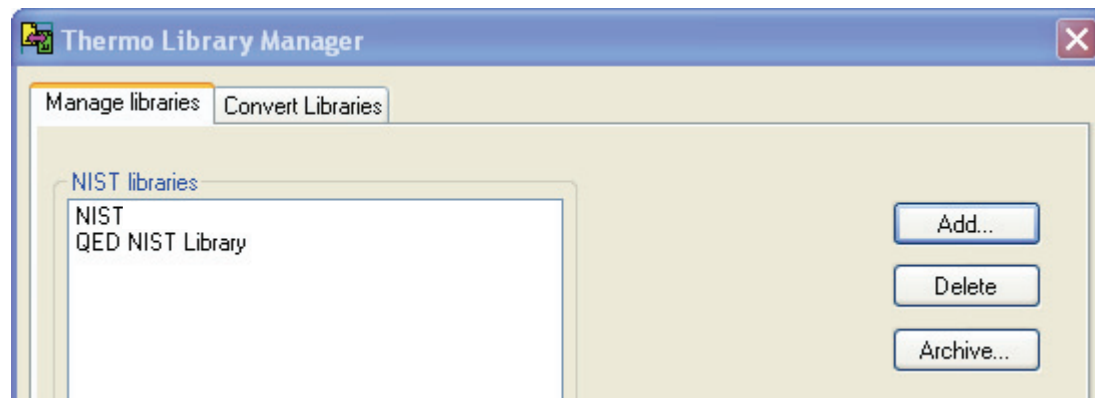 Thermo Library Manager
Manage libraries
Convert Libraries
NIST libraries
NIST
QED NIST Library
Add...
Delete
Archive...